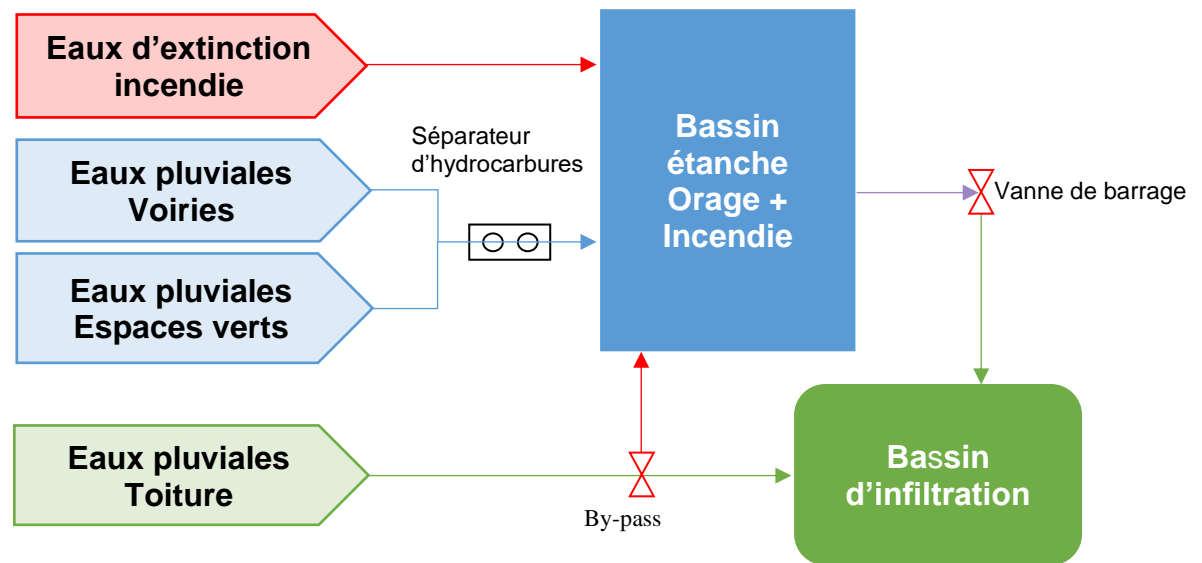 Eaux d’extinction
incendie
Eaux pluviales
Voiries
Eaux pluviales
Espaces verts
Eaux pluviales
Toiture
Séparateur
d’hydrocarbures
Bassin
étanche
Orage +
Incendie
Vanne de barrage
By-pass
Bassin
d’infiltration